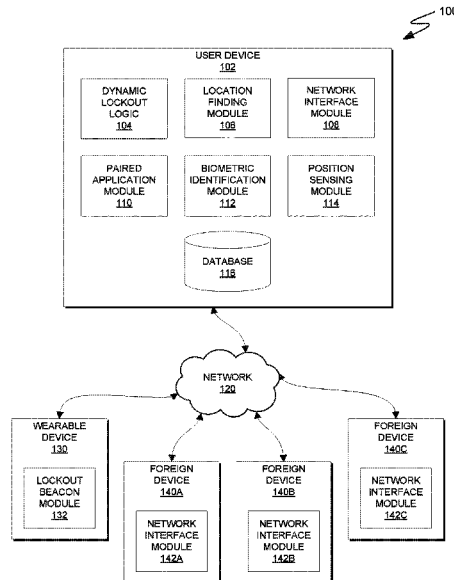 100
USER DEVICE
102
DYNAMIC
LOCKOUT
LOGIC
104
LOCATION
FINDING
MODULE
106
NETWORK
INTERFACE
MODULE
108
PAIRED
APPLICATION
MODULE
110
BIOMETRIC
IDENTIFICATION
MODULE
112
POSITION
SENSING
MODULE
114
DATABASE
116
NETWORK
120
WEARABLE
DEVICE
130
LOCKOUT
BEACON
MODULE
132
FOREIGN
DEVICE
140A
NETWORK
INTERFACE
MODULE
142A
FOREIGN
DEVICE
140B
NETWORK
INTERFACE
MODULE
142B
FOREIGN
DEVICE
140C
NETWORK
INTERFACE
MODULE
142C